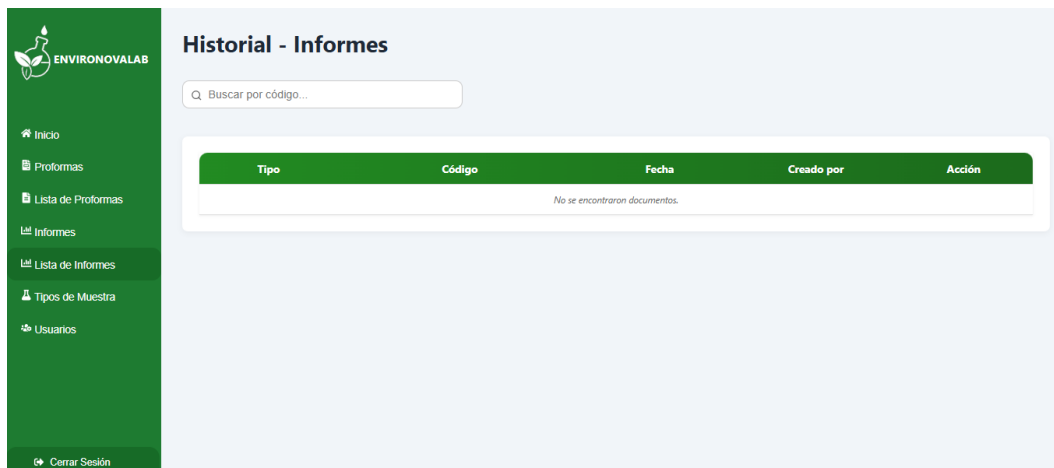 ENVIRONOVALAB
Inicio
Proformas
Lista de Proformas
Informes
Lista de Informes
Tipos de Muestra
Usuarios
Cerrar Sesión
Historial - Informes
Buscar por código...
Tipo Código Fecha Creado por Acción
No se encontraron documentos.